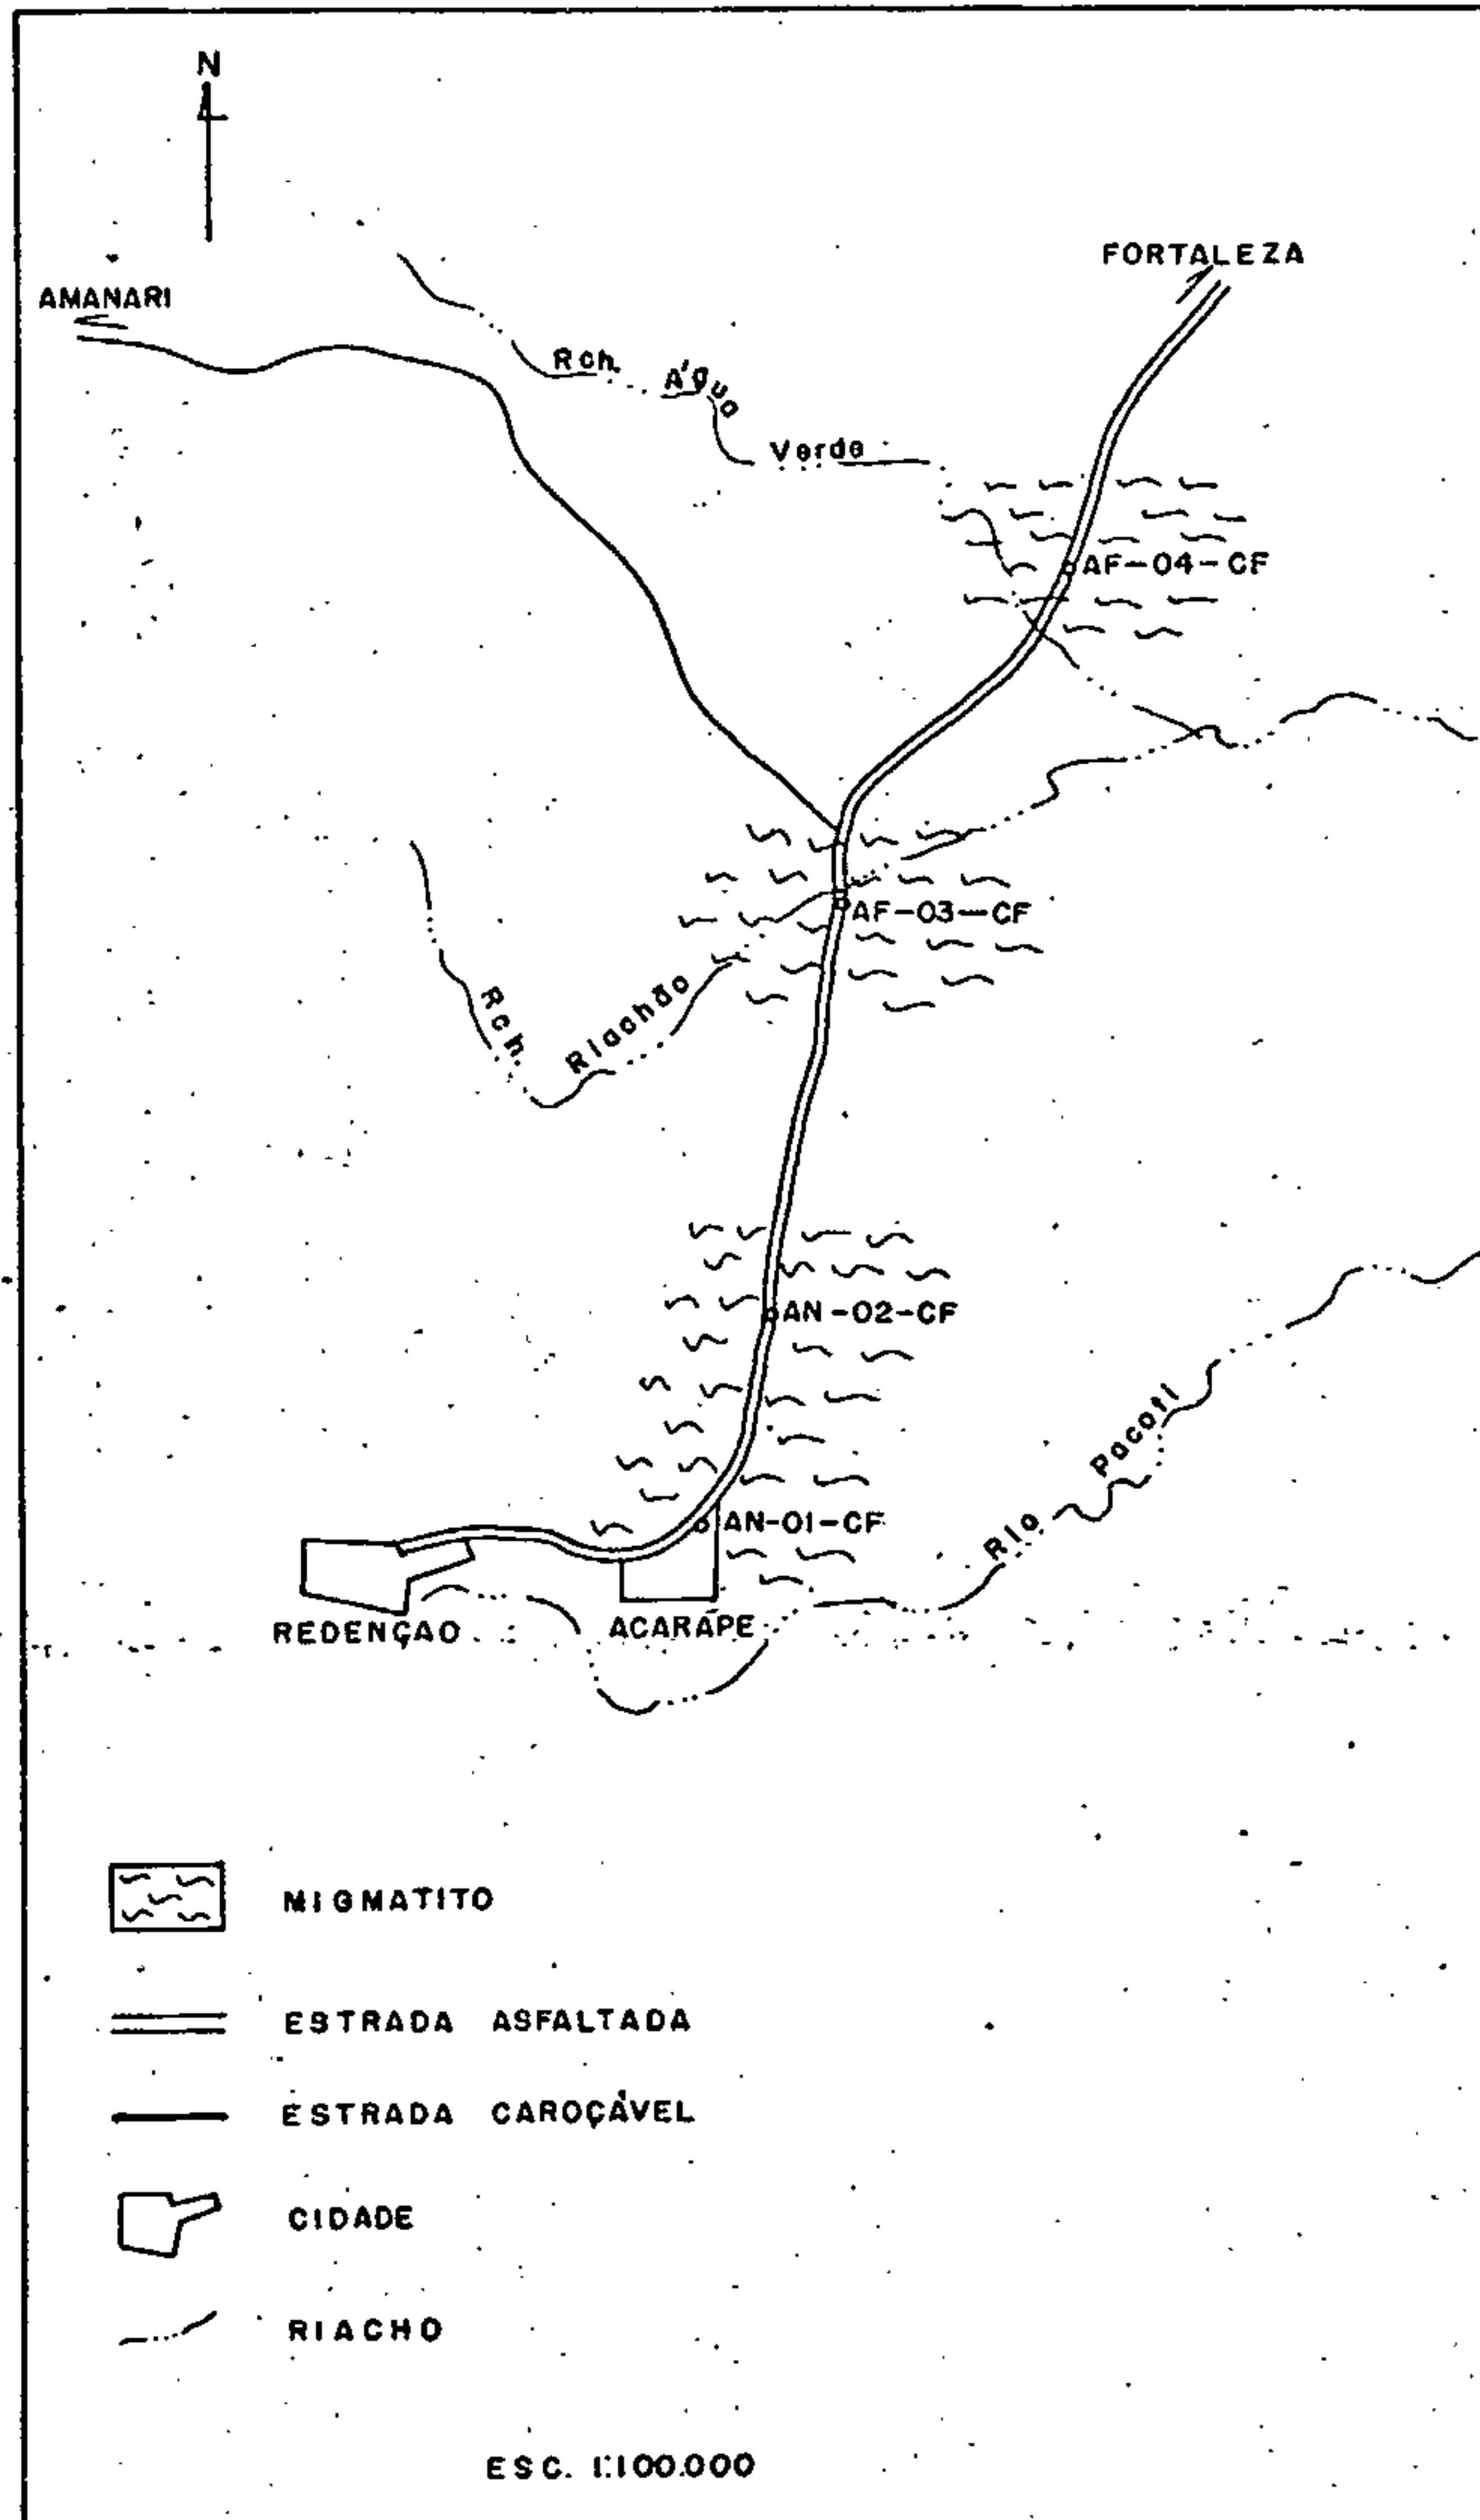 N
FORTALEZA
AMANARI
Rch. Água
Verde
AF-04-CF
AF-03-CF
Rch. Riachão
AN-02-CF
Rio Pacoti
AN-01-CF
REDENÇAO
ACARAPE
MIGMATITO
ESTRADA ASFALTADA
ESTRADA CAROÇÁVEL
CIDADE
RIACHO
ESC. 1:100.000